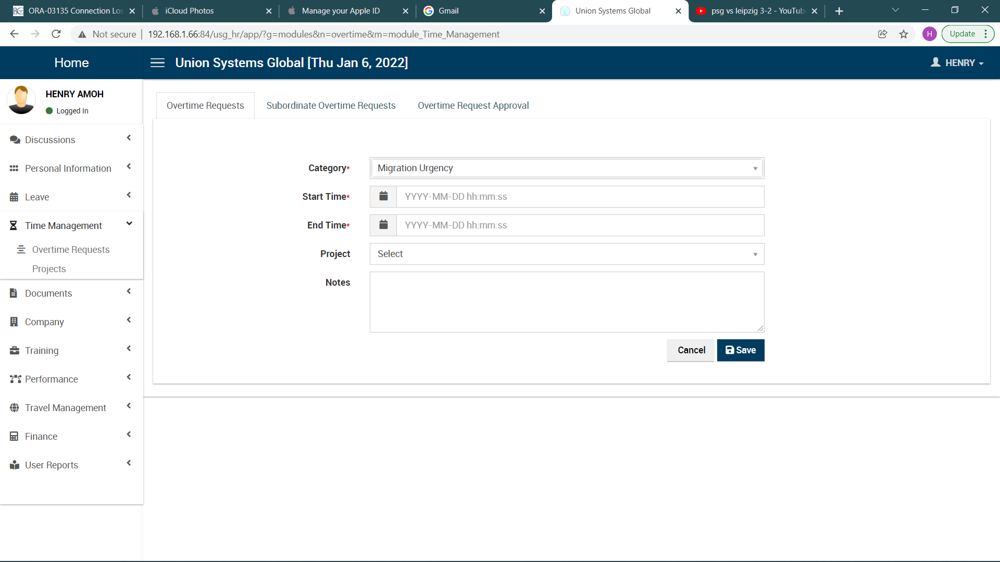 ORA-03135 Connection Los
iCloud Photos
Manage your Apple ID
Gmail
Union Systems Global
psg vs leipzig 3-2 - YouTub
Not secure
192.168.1.66:84/usg_hr/app/?g=modules&n=overtime&m=module_Time_Management
H
Update
Home
Union Systems Global [Thu Jan 6, 2022]
HENRY
HENRY AMOH
Logged In
Discussions
Personal Information
Leave
Time Management
Overtime Requests
Projects
Documents
Company
Training
Performance
Travel Management
Finance
User Reports
Overtime Requests
Subordinate Overtime Requests
Overtime Request Approval
Category*
Migration Urgency
Start Time*
YYYY-MM-DD hh:mm:ss
End Time*
YYYY-MM-DD hh:mm:ss
Project
Select
Notes
Cancel
Save